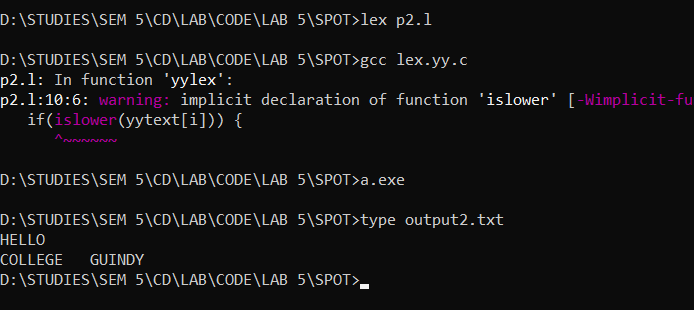 D:\STUDIES\SEM 5\CD\LAB\CODE\LAB 5\SPOT>lex p2.l
D:\STUDIES\SEM 5\CD\LAB\CODE\LAB 5\SPOT>gcc lex.yy.c
p2.l: In function 'yylex':
p2.l:10:6: warning: implicit declaration of function 'islower' [-Wimplicit-fu
if(islower(yytext[i])) {
^~~~~~~
D:\STUDIES\SEM 5\CD\LAB\CODE\LAB 5\SPOT>a.exe
D:\STUDIES\SEM 5\CD\LAB\CODE\LAB 5\SPOT>type output2.txt
HELLO
COLLEGE   GUINDY
D:\STUDIES\SEM 5\CD\LAB\CODE\LAB 5\SPOT>